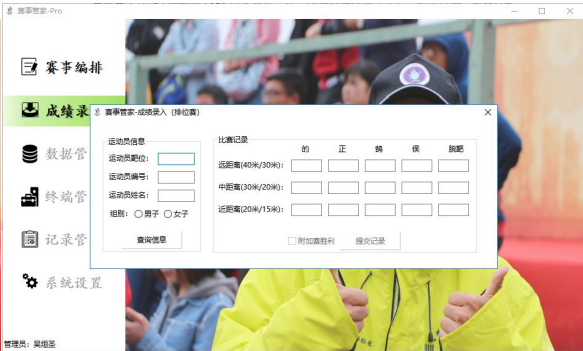 赛事管家-Pro
赛事编排
成绩录
数据管
终端管
记录管
系统设置
管理员：吴烜圣
赛事管家-成绩录入（排位赛）
运动员信息
运动员靶位：
运动员编号：
运动员姓名：
组别： 男子 女子
查询信息
比赛记录
的 正 鹄 侯 脱靶
远距离(40米/30米)：
中距离(30米/20米)：
近距离(20米/15米)：
附加赛胜利 提交记录